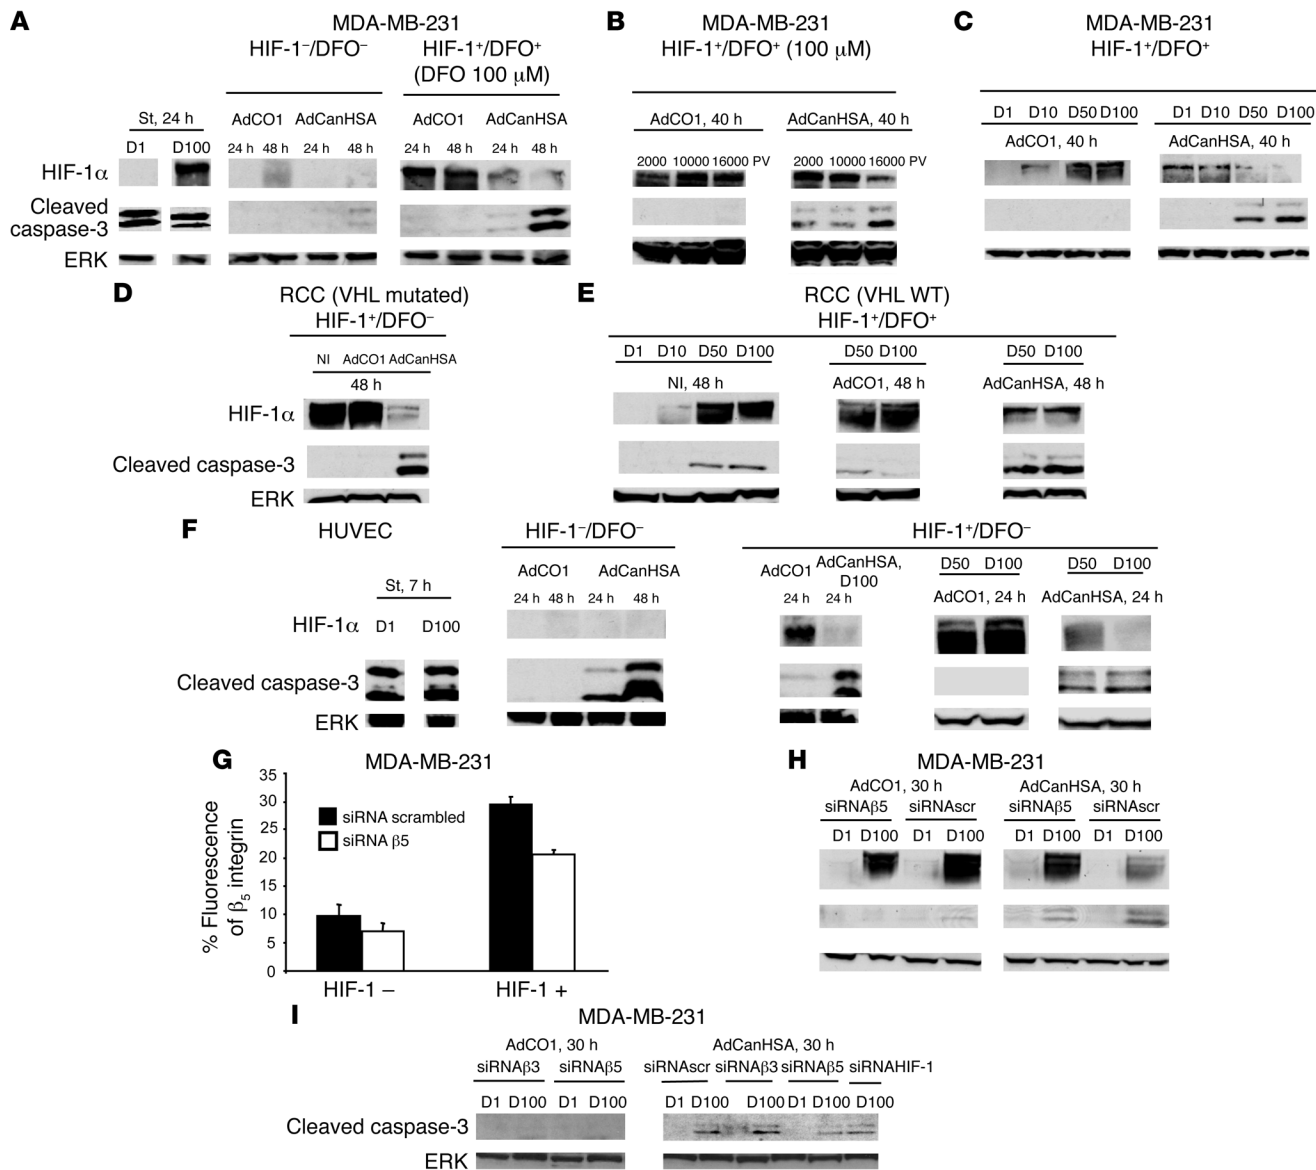 A
MDA-MB-231
HIF-1⁻/DFO⁻
HIF-1⁺/DFO⁺
(DFO 100 µM)
St, 24 h
AdCO1 AdCanHSA
AdCO1 AdCanHSA
D1 D100
24 h 48 h 24 h 48 h
24 h 48 h 24 h 48 h
HIF-1α
Cleaved
caspase-3
ERK
B
MDA-MB-231
HIF-1⁺/DFO⁺ (100 µM)
AdCO1, 40 h
AdCanHSA, 40 h
2000 10000 16000 PV
2000 10000 16000 PV
C
MDA-MB-231
HIF-1⁺/DFO⁺
D1 D10 D50 D100
D1 D10 D50 D100
AdCO1, 40 h
AdCanHSA, 40 h
D
RCC (VHL mutated)
HIF-1⁺/DFO⁻
NI AdCO1 AdCanHSA
48 h
HIF-1α
Cleaved caspase-3
ERK
E
RCC (VHL WT)
HIF-1⁺/DFO⁺
D1 D10 D50 D100
D50 D100
D50 D100
NI, 48 h
AdCO1, 48 h
AdCanHSA, 48 h
F
HUVEC
HIF-1⁻/DFO⁻
HIF-1⁺/DFO⁻
St, 7 h
AdCO1 AdCanHSA
24 h 48 h 24 h 48 h
AdCO1 AdCanHSA,
D100
24 h 24 h
D50 D100
AdCO1, 24 h
D50 D100
AdCanHSA, 24 h
HIF-1α
D1 D100
Cleaved caspase-3
ERK
G
MDA-MB-231
% Fluorescence
of β₅ integrin
35
30
25
20
15
10
5
0
siRNA scrambled
siRNA β5
HIF-1 – HIF-1 +
H
MDA-MB-231
AdCO1, 30 h
AdCanHSA, 30 h
siRNAβ5 siRNAscr
siRNAβ5 siRNAscr
D1 D100 D1 D100
D1 D100 D1 D100
I
MDA-MB-231
AdCO1, 30 h
AdCanHSA, 30 h
siRNAβ3 siRNAβ5
siRNAscr siRNAβ3 siRNAβ5 siRNAHIF-1
D1 D100 D1 D100
D1 D100 D100 D1 D100 D100
Cleaved caspase-3
ERK